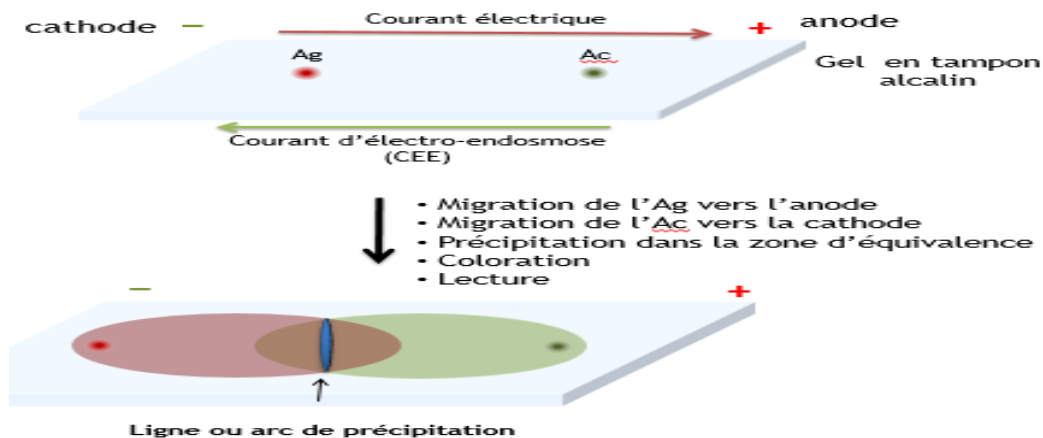 cathode − Courant électrique + anode
Ag Ac
Gel en tampon
alcalin
Courant d'électro-endosmose
(CEE)
• Migration de l'Ag vers l'anode
• Migration de l'Ac vers la cathode
• Précipitation dans la zone d'équivalence
• Coloration
• Lecture
− +
Ligne ou arc de précipitation